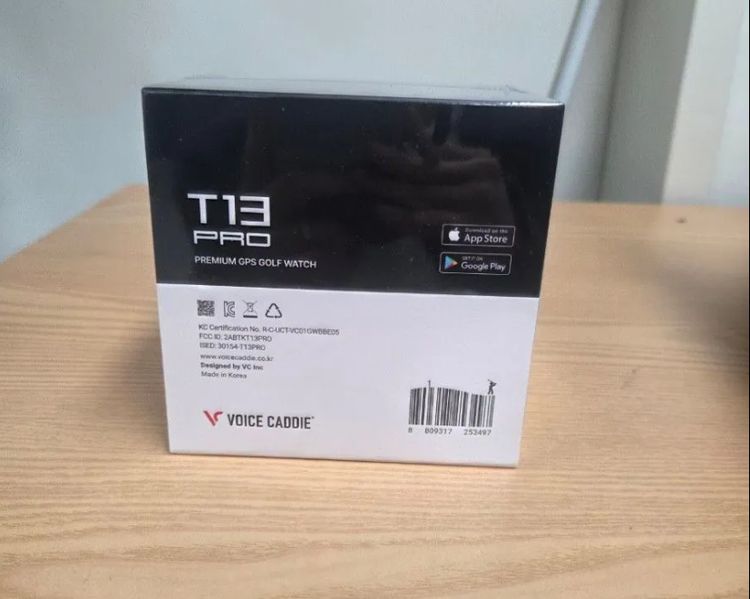 T13
PRO
PREMIUM GPS GOLF WATCH
Download on the
App Store
GET IT ON
Google Play
KC Certification No. R-C-UCT-VC01GWBBE05
FCC ID: 2ABTKT13PRO
ISED: 30154-T13PRO
www.voicecaddie.co.kr
Designed by VC Inc
Made in Korea
VOICE CADDIE®
8 809317 253497